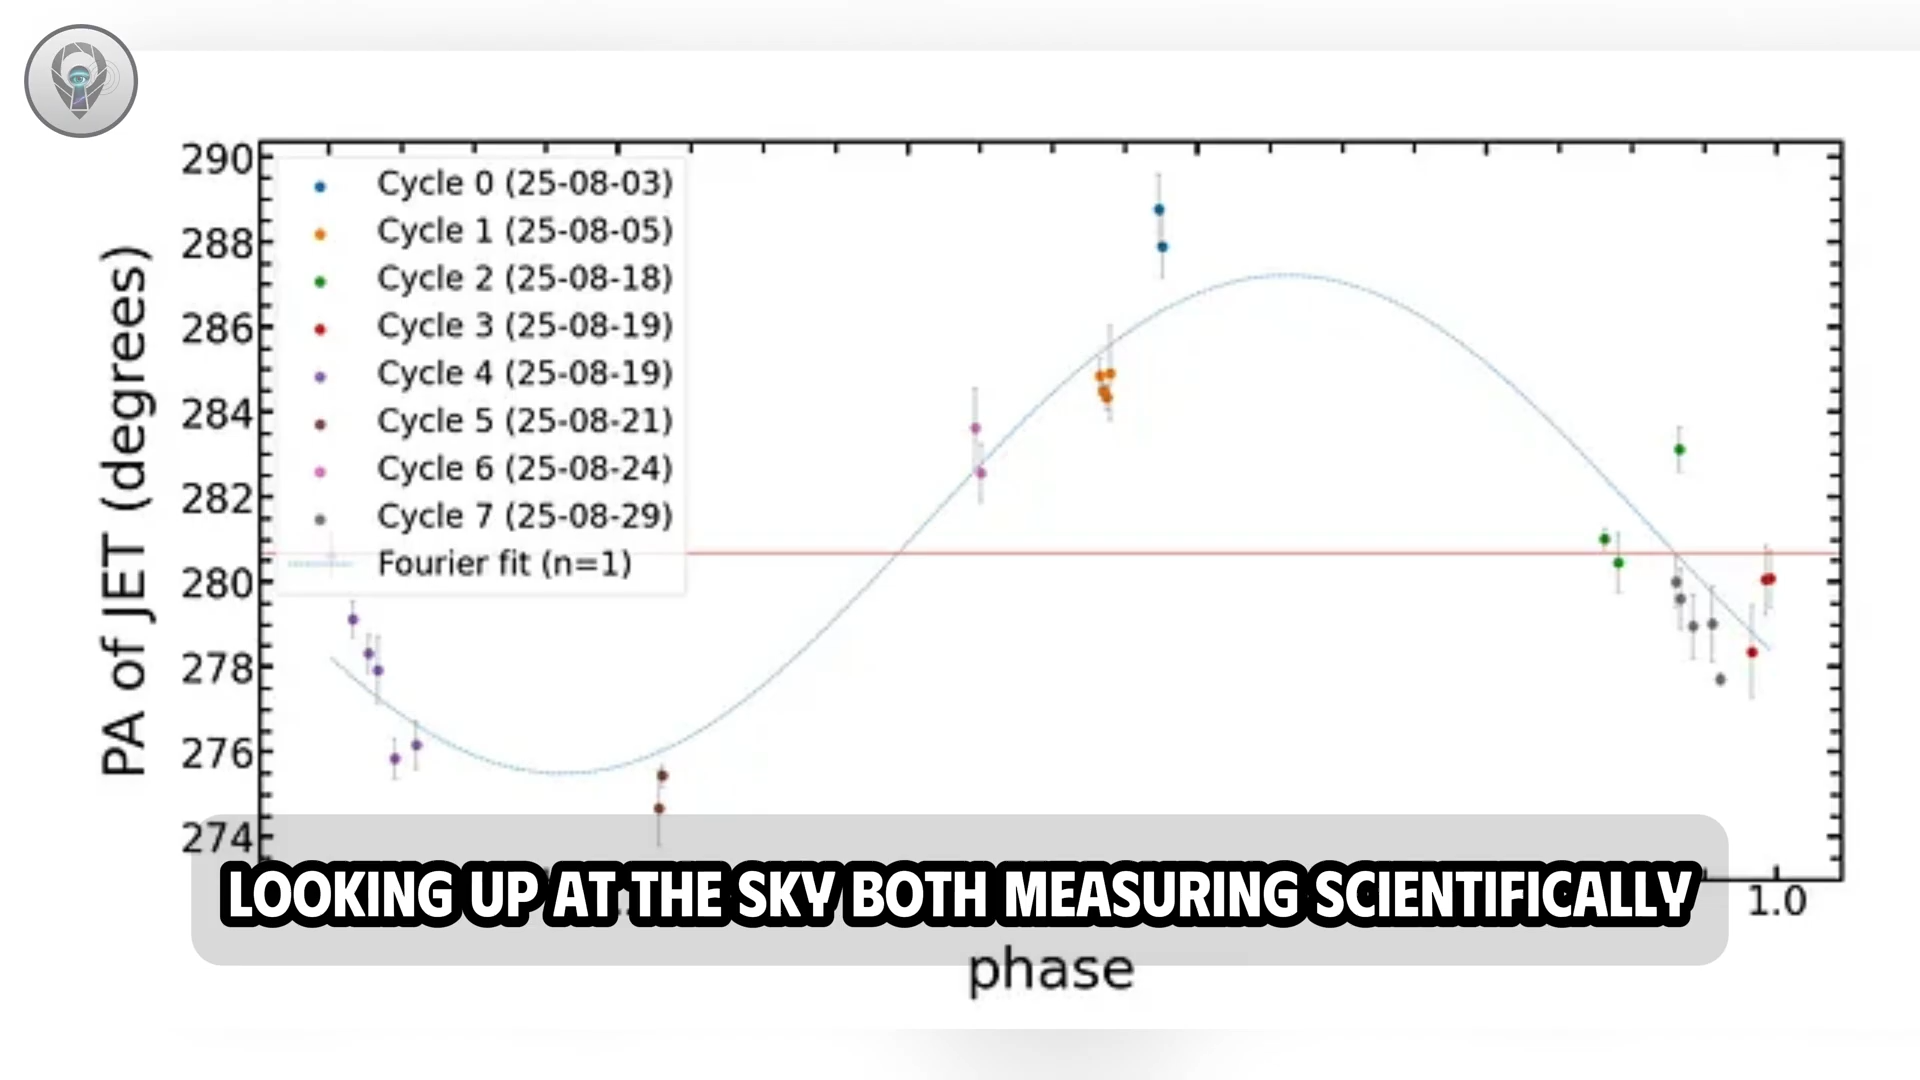 290
288
286
284
282
280
278
276
274
PA of JET (degrees)
Cycle 0 (25-08-03)
Cycle 1 (25-08-05)
Cycle 2 (25-08-18)
Cycle 3 (25-08-19)
Cycle 4 (25-08-19)
Cycle 5 (25-08-21)
Cycle 6 (25-08-24)
Cycle 7 (25-08-29)
Fourier fit (n=1)
LOOKING UP AT THE SKY BOTH MEASURING SCIENTIFICALLY
1.0
phase